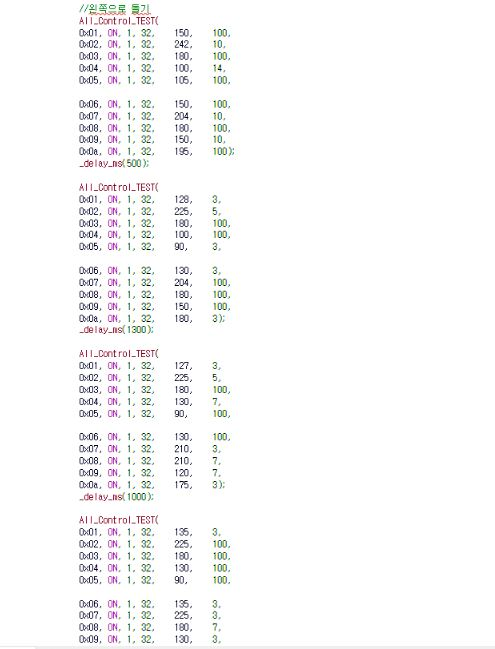 //왼쪽으로 돌기
All_Control_TEST(
0x01, ON, 1, 32, 150, 100,
0x02, ON, 1, 32, 242, 10,
0x03, ON, 1, 32, 180, 100,
0x04, ON, 1, 32, 100, 14,
0x05, ON, 1, 32, 105, 100,
0x06, ON, 1, 32, 150, 100,
0x07, ON, 1, 32, 204, 10,
0x08, ON, 1, 32, 180, 100,
0x09, ON, 1, 32, 150, 10,
0x0a, ON, 1, 32, 195, 100);
_delay_ms(500);
All_Control_TEST(
0x01, ON, 1, 32, 128, 3,
0x02, ON, 1, 32, 225, 5,
0x03, ON, 1, 32, 180, 100,
0x04, ON, 1, 32, 100, 100,
0x05, ON, 1, 32, 90, 3,
0x06, ON, 1, 32, 130, 3,
0x07, ON, 1, 32, 204, 100,
0x08, ON, 1, 32, 180, 100,
0x09, ON, 1, 32, 150, 100,
0x0a, ON, 1, 32, 180, 3);
_delay_ms(1300);
All_Control_TEST(
0x01, ON, 1, 32, 127, 3,
0x02, ON, 1, 32, 225, 5,
0x03, ON, 1, 32, 180, 100,
0x04, ON, 1, 32, 130, 7,
0x05, ON, 1, 32, 90, 100,
0x06, ON, 1, 32, 130, 100,
0x07, ON, 1, 32, 210, 3,
0x08, ON, 1, 32, 210, 7,
0x09, ON, 1, 32, 120, 7,
0x0a, ON, 1, 32, 175, 3);
_delay_ms(1000);
All_Control_TEST(
0x01, ON, 1, 32, 135, 3,
0x02, ON, 1, 32, 225, 100,
0x03, ON, 1, 32, 180, 100,
0x04, ON, 1, 32, 130, 100,
0x05, ON, 1, 32, 90, 100,
0x06, ON, 1, 32, 135, 3,
0x07, ON, 1, 32, 225, 3,
0x08, ON, 1, 32, 180, 7,
0x09, ON, 1, 32, 130, 3,